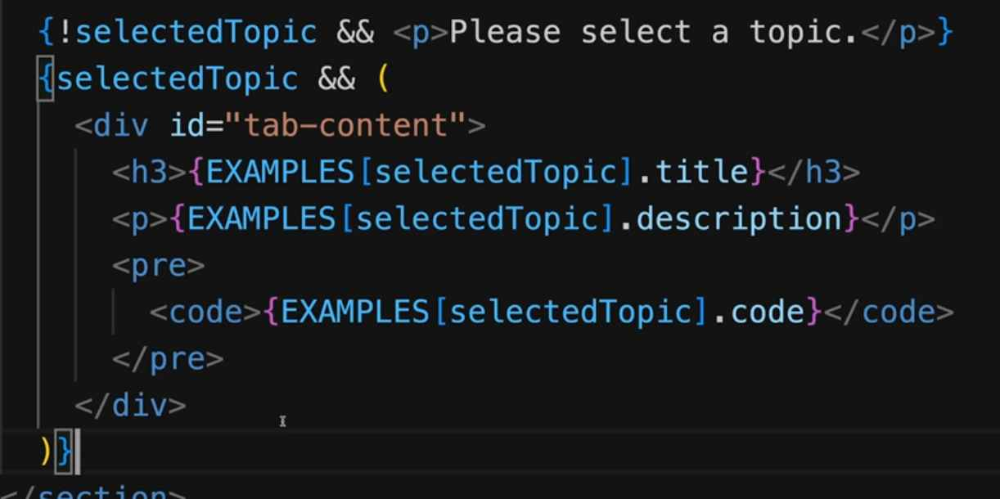 {!selectedTopic && <p>Please select a topic.</p>}
{selectedTopic && (
<div id="tab-content">
<h3>{EXAMPLES[selectedTopic].title}</h3>
<p>{EXAMPLES[selectedTopic].description}</p>
<pre>
<code>{EXAMPLES[selectedTopic].code}</code>
</pre>
</div>
)}
</section>